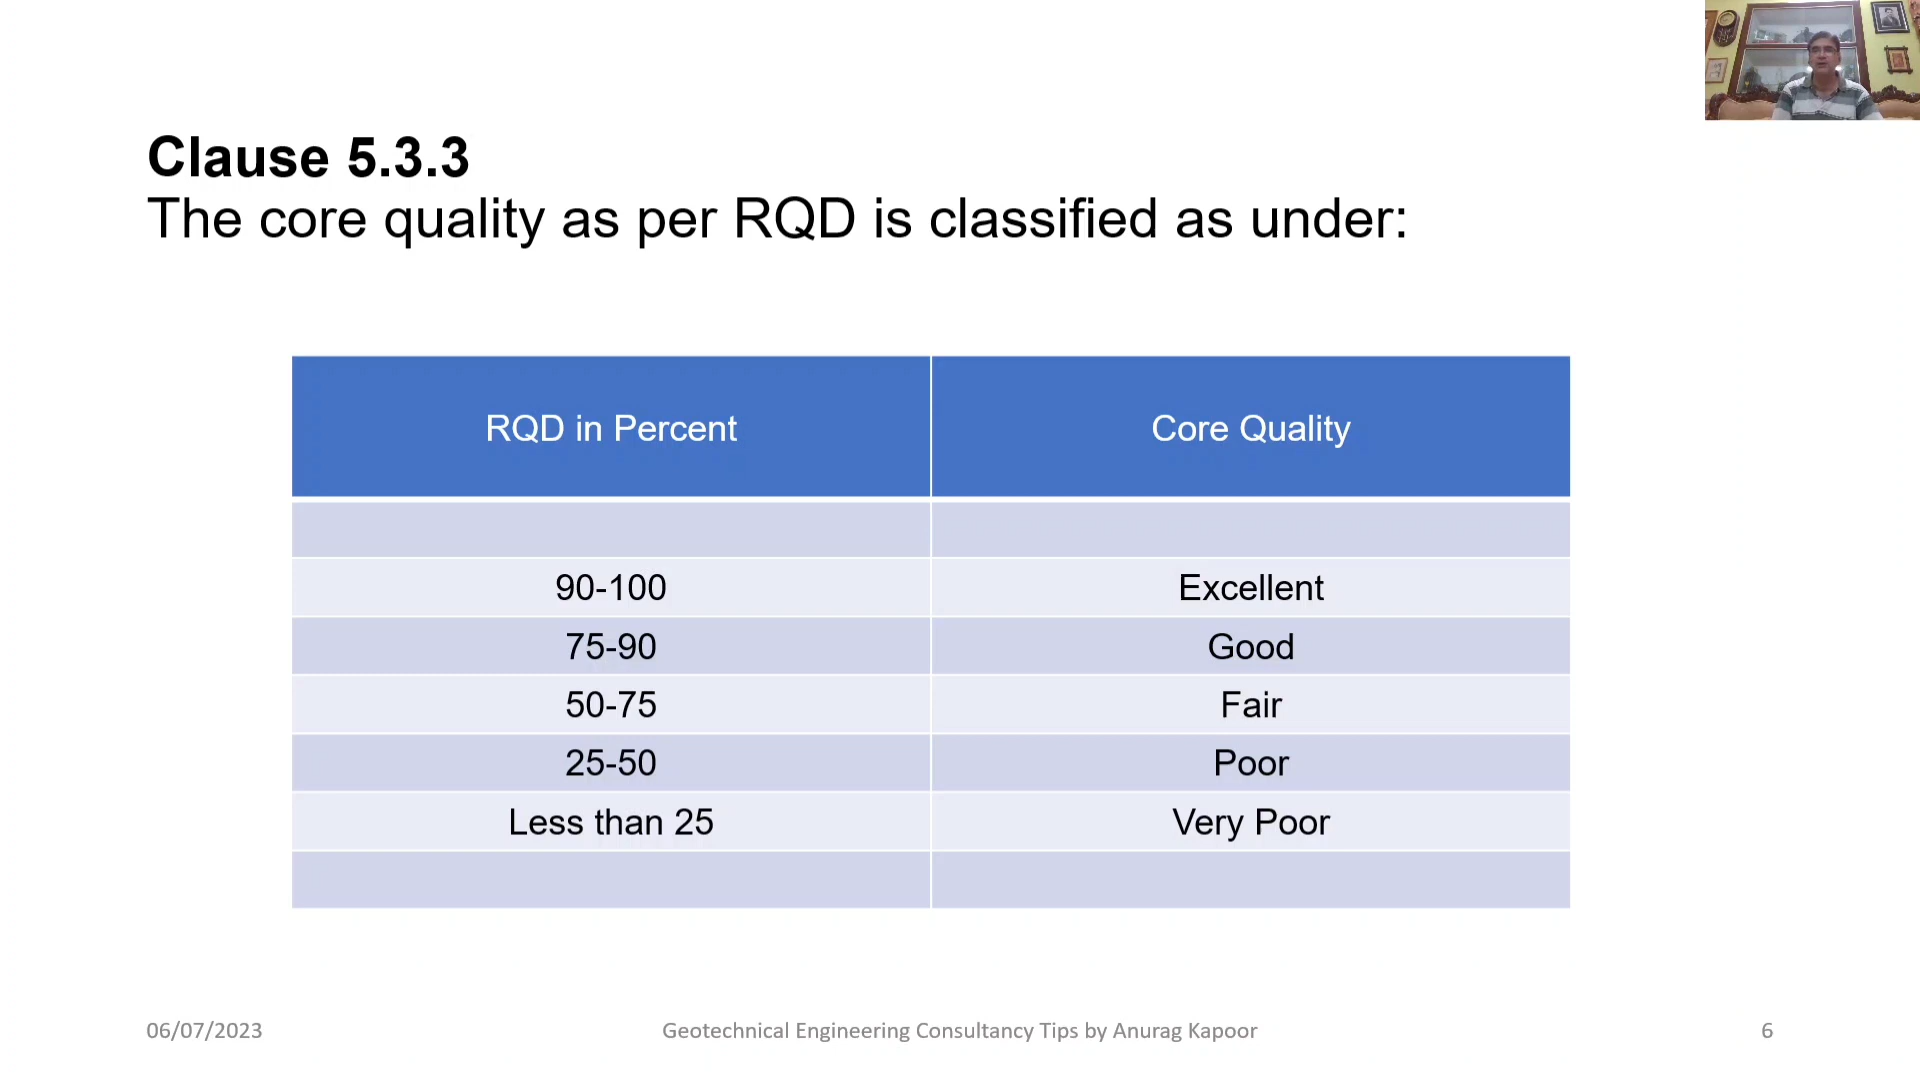 Clause 5.3.3
The core quality as per RQD is classified as under:
RQD in Percent Core Quality
90-100 Excellent
75-90 Good
50-75 Fair
25-50 Poor
Less than 25 Very Poor
06/07/2023 Geotechnical Engineering Consultancy Tips by Anurag Kapoor 6